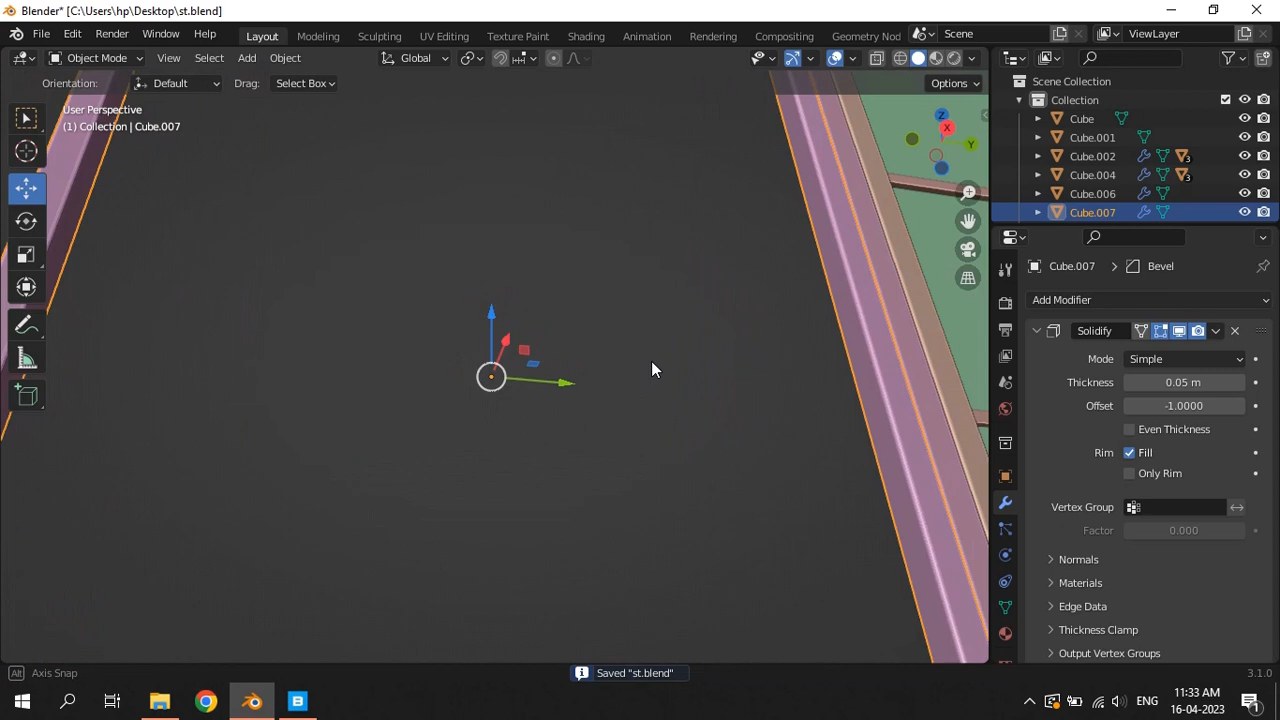 Blender* [C:\Users\hp\Desktop\st.blend]
File Edit Render Window Help Layout Modeling Sculpting UV Editing Texture Paint Shading Animation Rendering Compositing Geometry Nod Scene ViewLayer
Object Mode View Select Add Object Global
Orientation: Default Drag: Select Box Options
User Perspective
(1) Collection | Cube.007
Z
X
Y
Scene Collection
Collection
Cube
Cube.001
Cube.002 3
Cube.004 3
Cube.006
Cube.007
Cube.007 > Bevel
Add Modifier
Solidify
Mode Simple
Thickness 0.05 m
Offset -1.0000
Even Thickness
Rim Fill
Only Rim
Vertex Group
Factor 0.000
Normals
Materials
Edge Data
Thickness Clamp
Output Vertex Groups
Alt Axis Snap Saved "st.blend" 3.1.0
ENG 11:33 AM
16-04-2023 1